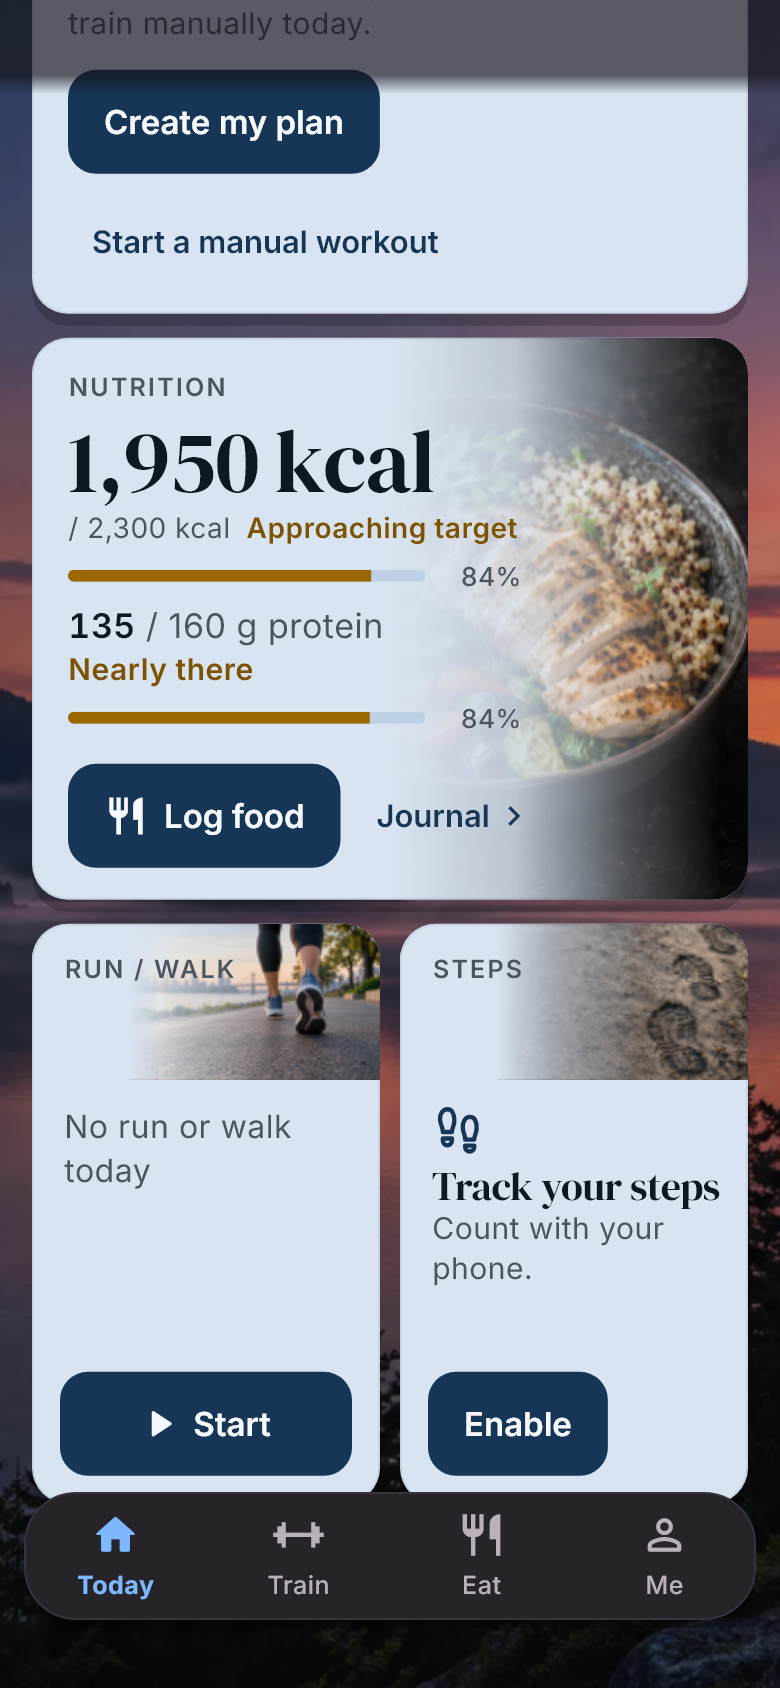 train manually today.
Create my plan
Start a manual workout
NUTRITION
1,950 kcal
/ 2,300 kcal Approaching target
84%
135 / 160 g protein
Nearly there
84%
Log food
Journal
RUN / WALK
No run or walk
today
Start
STEPS
Track your steps
Count with your
phone.
Enable
Today
Train
Eat
Me